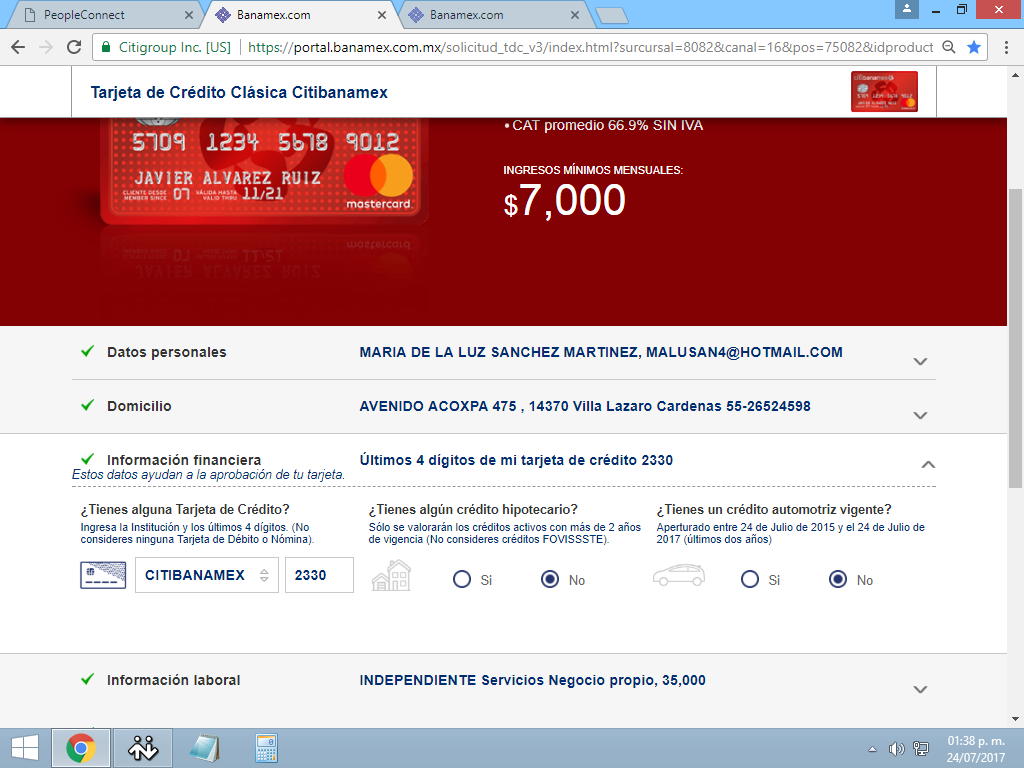 PeopleConnect
Banamex.com
Banamex.com
Citigroup Inc. [US]
https://portal.banamex.com.mx/solicitud_tdc_v3/index.html?surcursal=8082&canal=16&pos=75082&idproduct
Tarjeta de Crédito Clásica Citibanamex
5709 1234 5678 9012
CLIENTE DESDE
MEMBER SINCE
07
VÁLIDA HASTA
VALID THRU
11/21
JAVIER ALVAREZ RUIZ
mastercard
• CAT promedio 66.9% SIN IVA
INGRESOS MÍNIMOS MENSUALES:
$7,000
Datos personales
MARIA DE LA LUZ SANCHEZ MARTINEZ, MALUSAN4@HOTMAIL.COM
Domicilio
AVENIDO ACOXPA 475 , 14370 Villa Lazaro Cardenas 55-26524598
Información financiera
Últimos 4 dígitos de mi tarjeta de crédito 2330
Estos datos ayudan a la aprobación de tu tarjeta.
¿Tienes alguna Tarjeta de Crédito?
Ingresa la Institución y los últimos 4 dígitos. (No
consideres ninguna Tarjeta de Débito o Nómina).
CITIBANAMEX
2330
¿Tienes algún crédito hipotecario?
Sólo se valorarán los créditos activos con más de 2 años
de vigencia (No consideres créditos FOVISSSTE).
Si
No
¿Tienes un crédito automotriz vigente?
Aperturado entre 24 de Julio de 2015 y el 24 de Julio de
2017 (últimos dos años)
Si
No
Información laboral
INDEPENDIENTE Servicios Negocio propio, 35,000
01:38 p. m.
24/07/2017